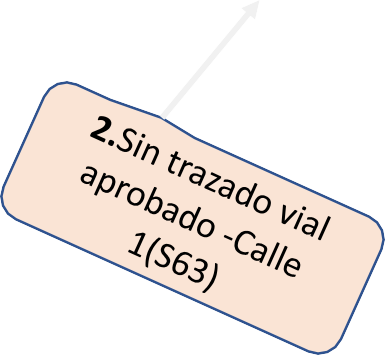 2.Sin trazado vial
aprobado -Calle
1(S63)